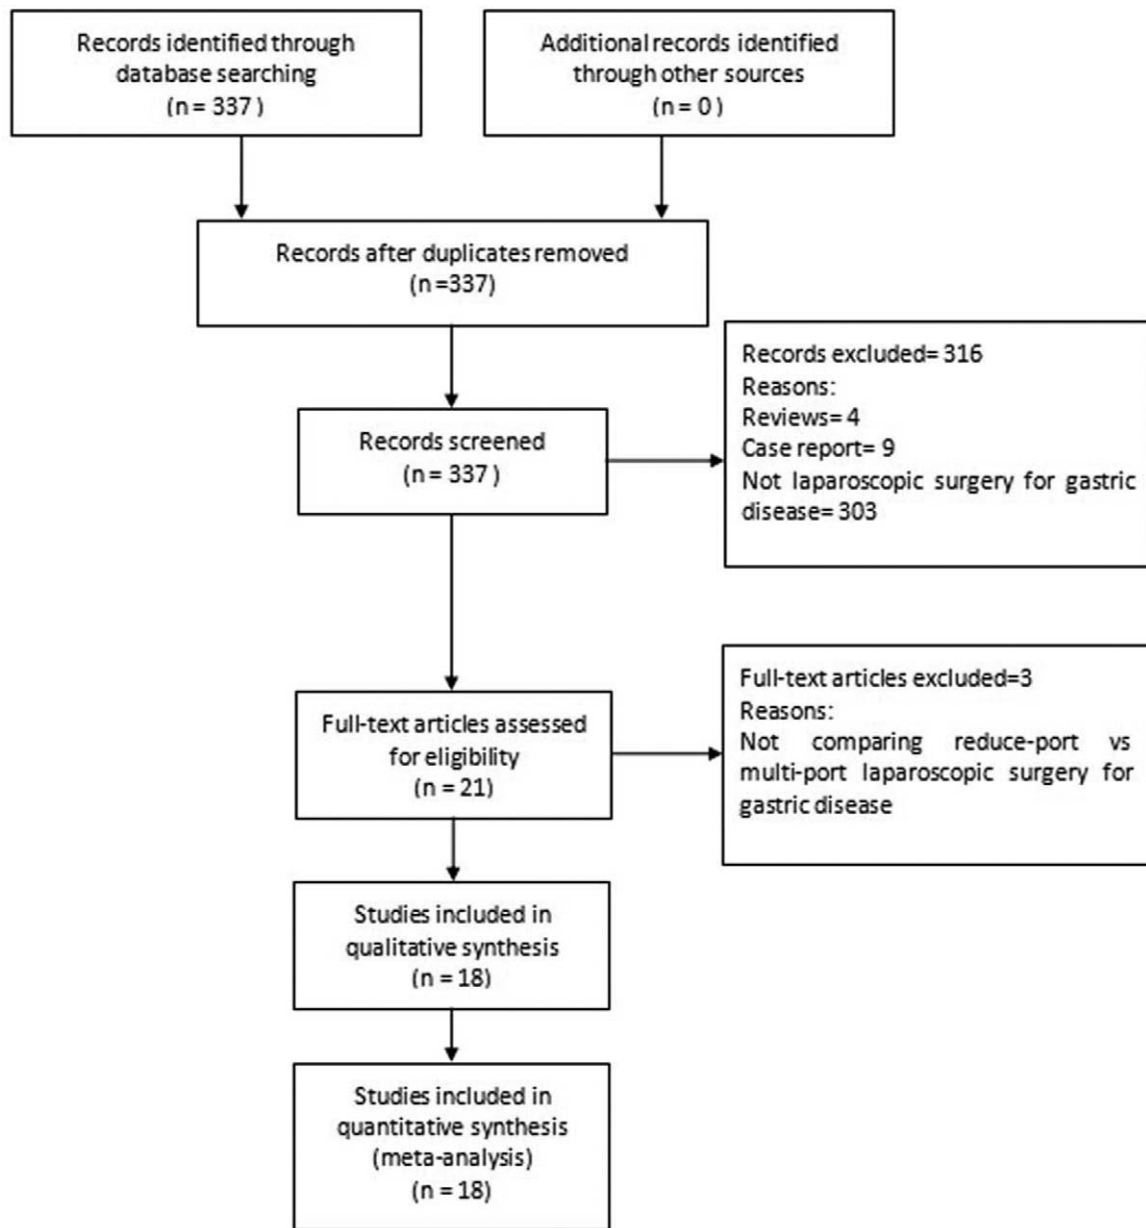 Records identified through
database searching
(n = 337 )
Additional records identified
through other sources
(n = 0 )
Records after duplicates removed
(n =337)
Records screened
(n = 337 )
Records excluded= 316
Reasons:
Reviews= 4
Case report= 9
Not laparoscopic surgery for gastric
disease= 303
Full-text articles assessed
for eligibility
(n = 21)
Full-text articles excluded=3
Reasons:
Not comparing reduce-port vs
multi-port laparoscopic surgery for
gastric disease
Studies included in
qualitative synthesis
(n = 18)
Studies included in
quantitative synthesis
(meta-analysis)
(n = 18)